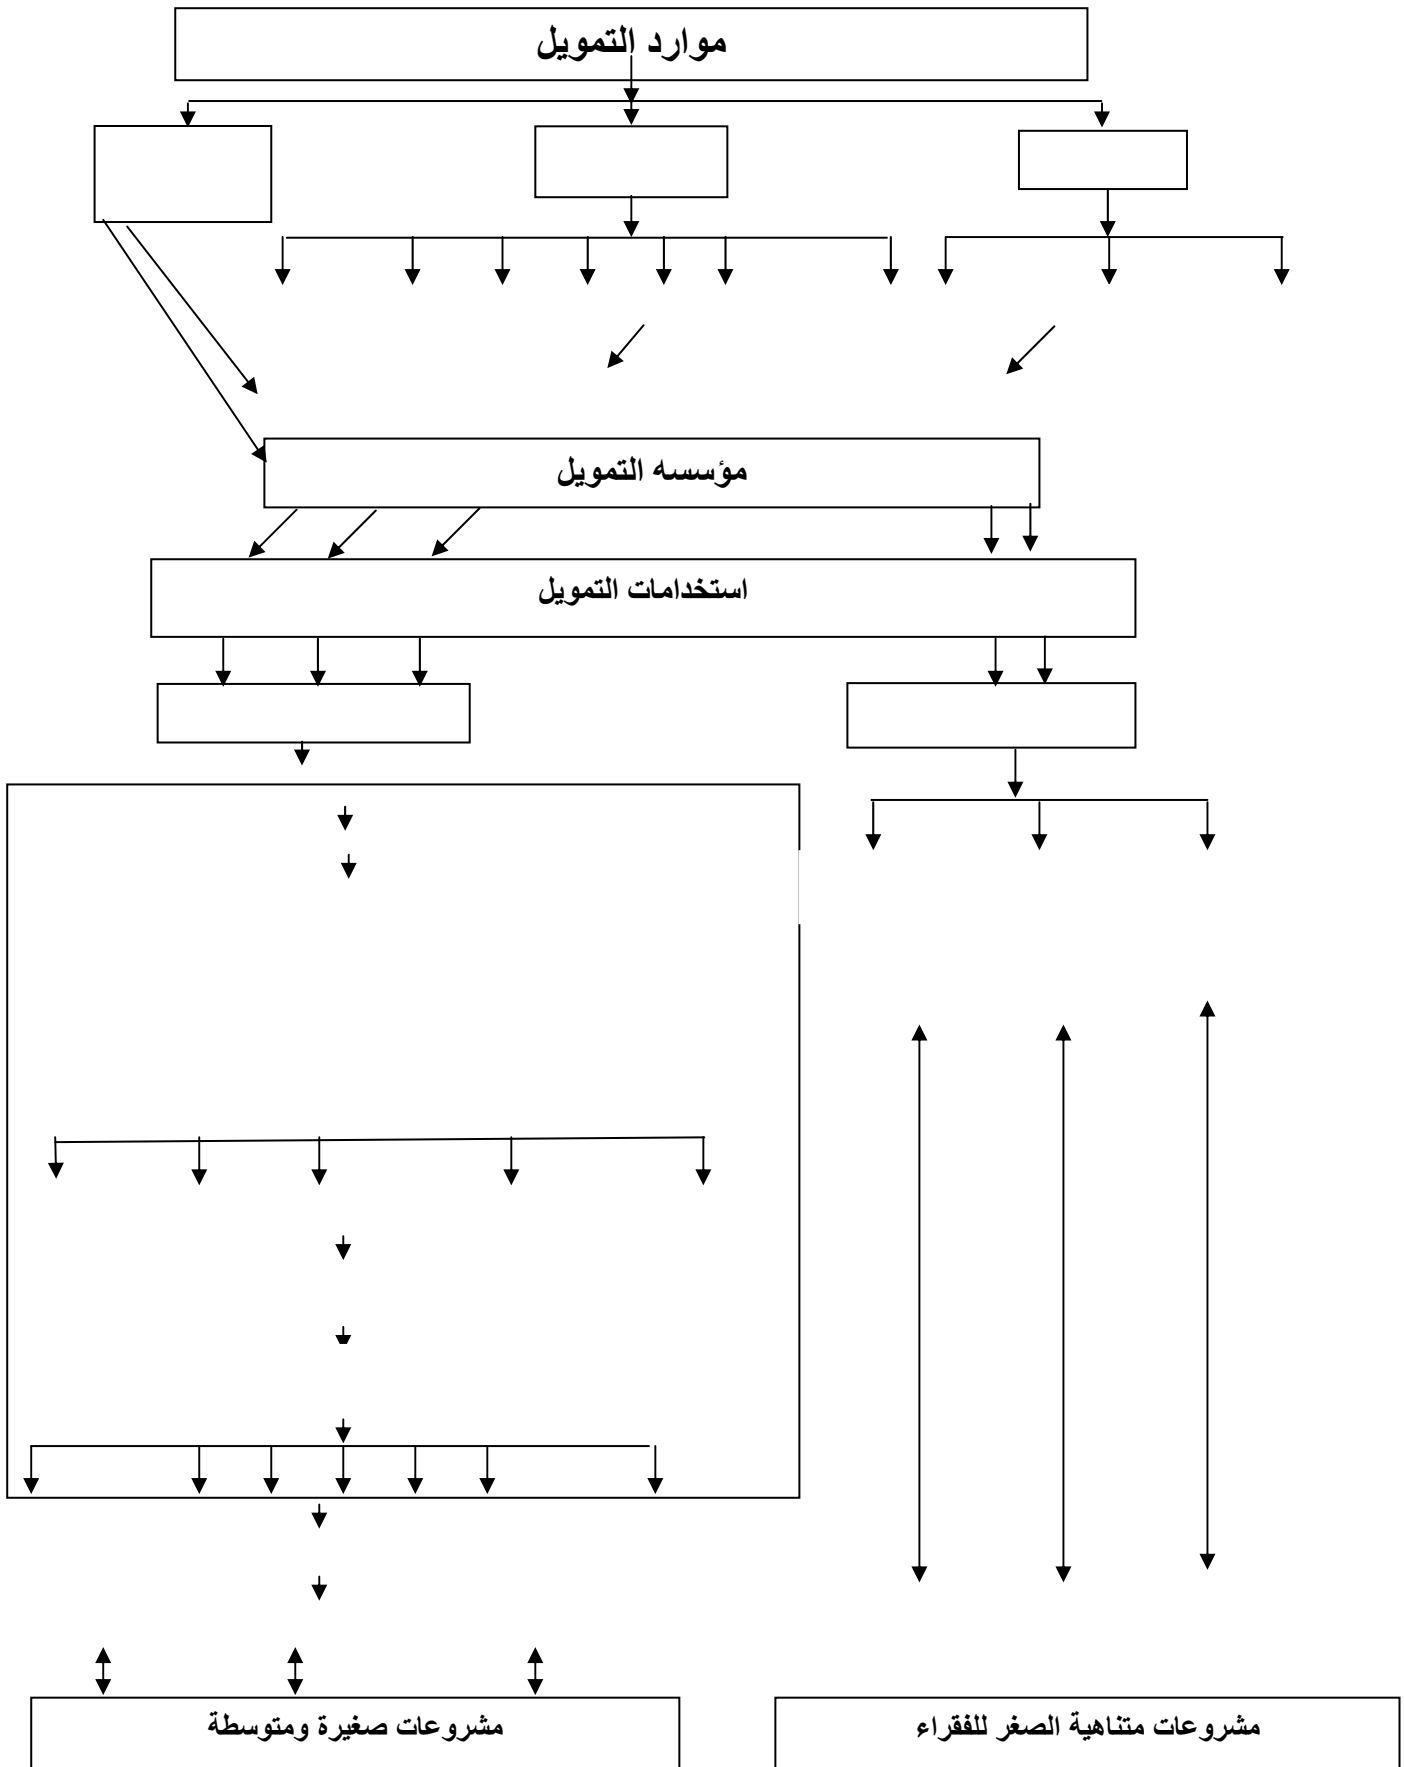 موارد التمويل
مؤسسه التمويل
استخدامات التمويل
مشروعات متناهية الصغر للفقراء
مشروعات صغيرة ومتوسطة